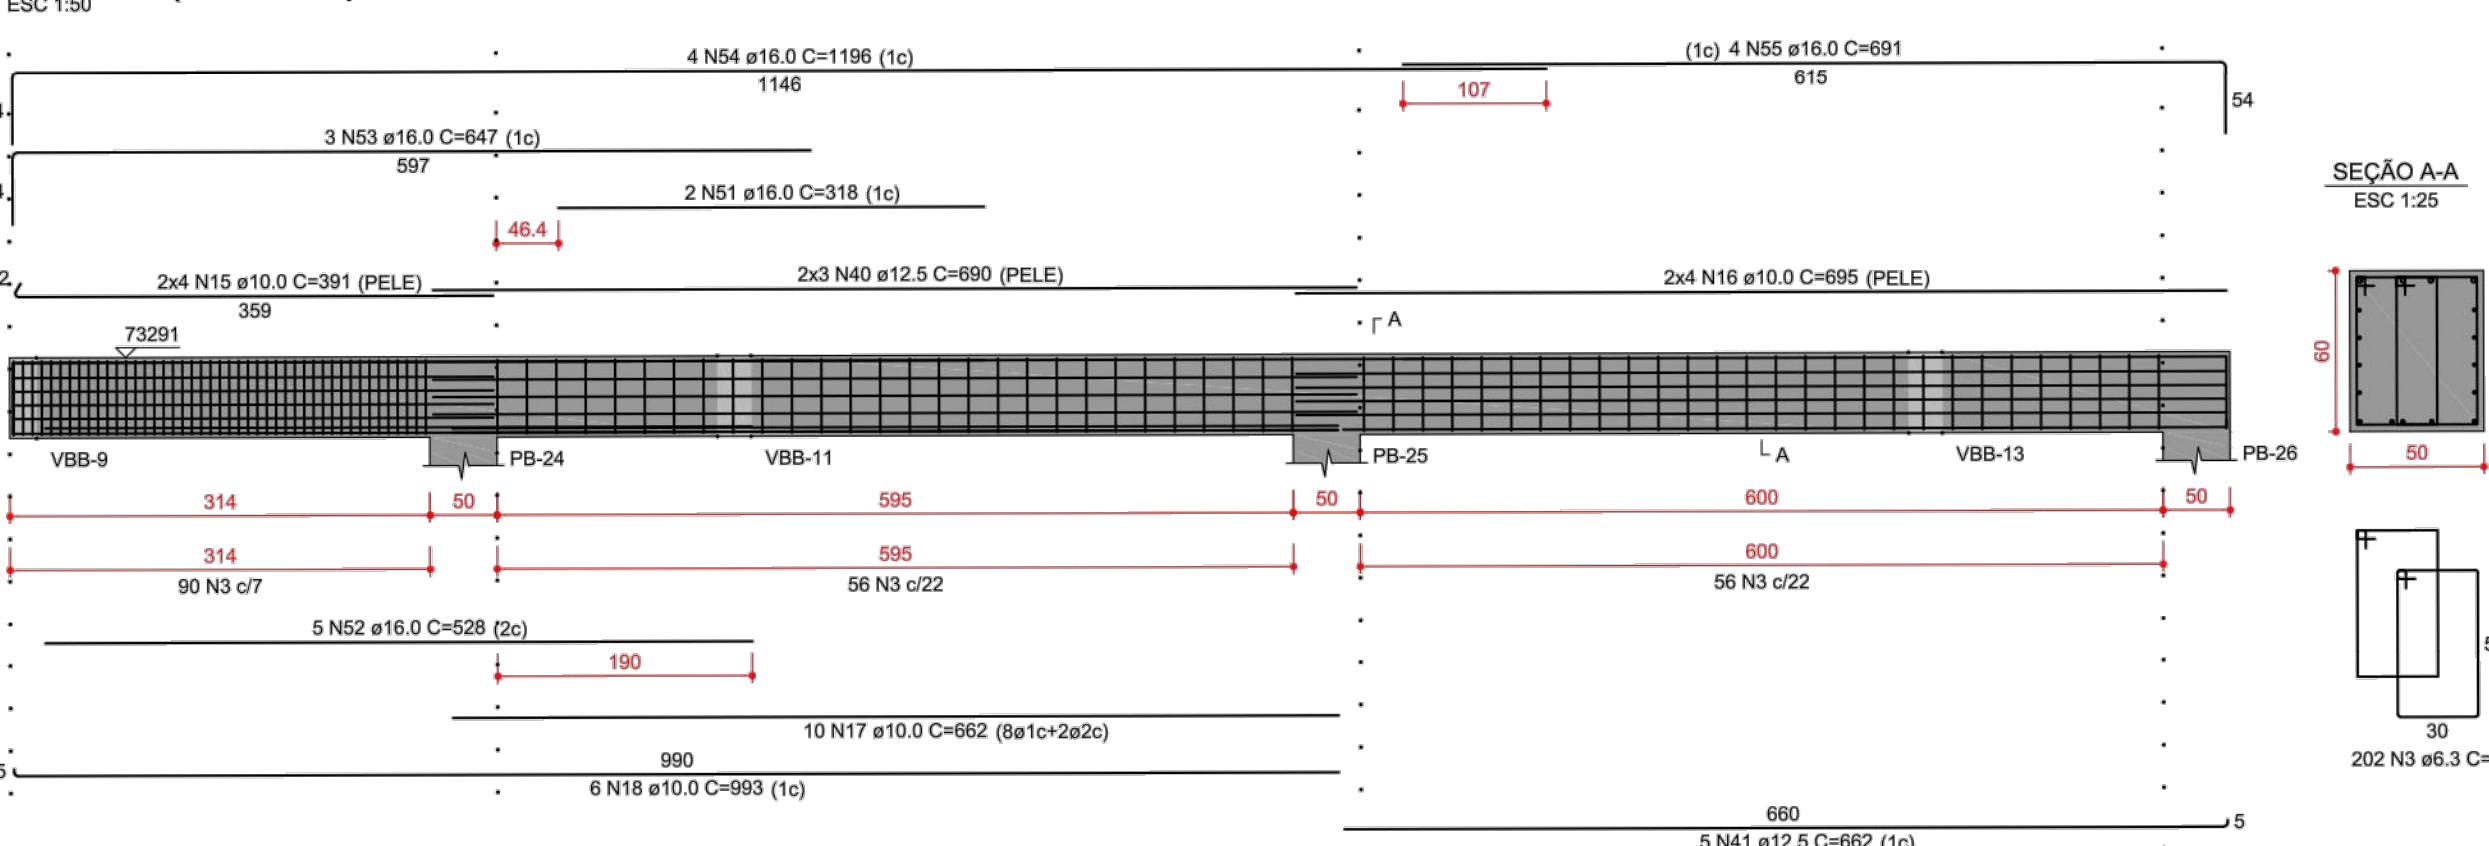 ESC 1:50
4 N54 ø16.0 C=1196 (1c)
1146
(1c) 4 N55 ø16.0 C=691
615
107
54
3 N53 ø16.0 C=647 (1c)
597
2 N51 ø16.0 C=318 (1c)
46.4
SEÇÃO A-A
ESC 1:25
2
2x4 N15 ø10.0 C=391 (PELE)
359
2x3 N40 ø12.5 C=690 (PELE)
2x4 N16 ø10.0 C=695 (PELE)
73291
A
60
50
VBB-9
PB-24
VBB-11
PB-25
A
VBB-13
PB-26
314
50
595
50
600
50
314
90 N3 c/7
595
56 N3 c/22
600
56 N3 c/22
5 N52 ø16.0 C=528 (2c)
190
10 N17 ø10.0 C=662 (8ø1c+2ø2c)
990
6 N18 ø10.0 C=993 (1c)
30
202 N3 ø6.3 C=
660
5
5 N41 ø12.5 C=662 (1c)